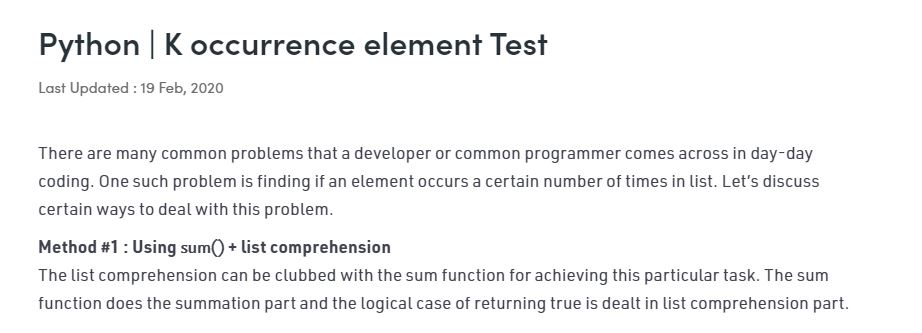 Python | K occurrence element Test
Last Updated : 19 Feb, 2020
There are many common problems that a developer or common programmer comes across in day-day
coding. One such problem is finding if an element occurs a certain number of times in list. Let’s discuss
certain ways to deal with this problem.
Method #1 : Using sum() + list comprehension
The list comprehension can be clubbed with the sum function for achieving this particular task. The sum
function does the summation part and the logical case of returning true is dealt in list comprehension part.